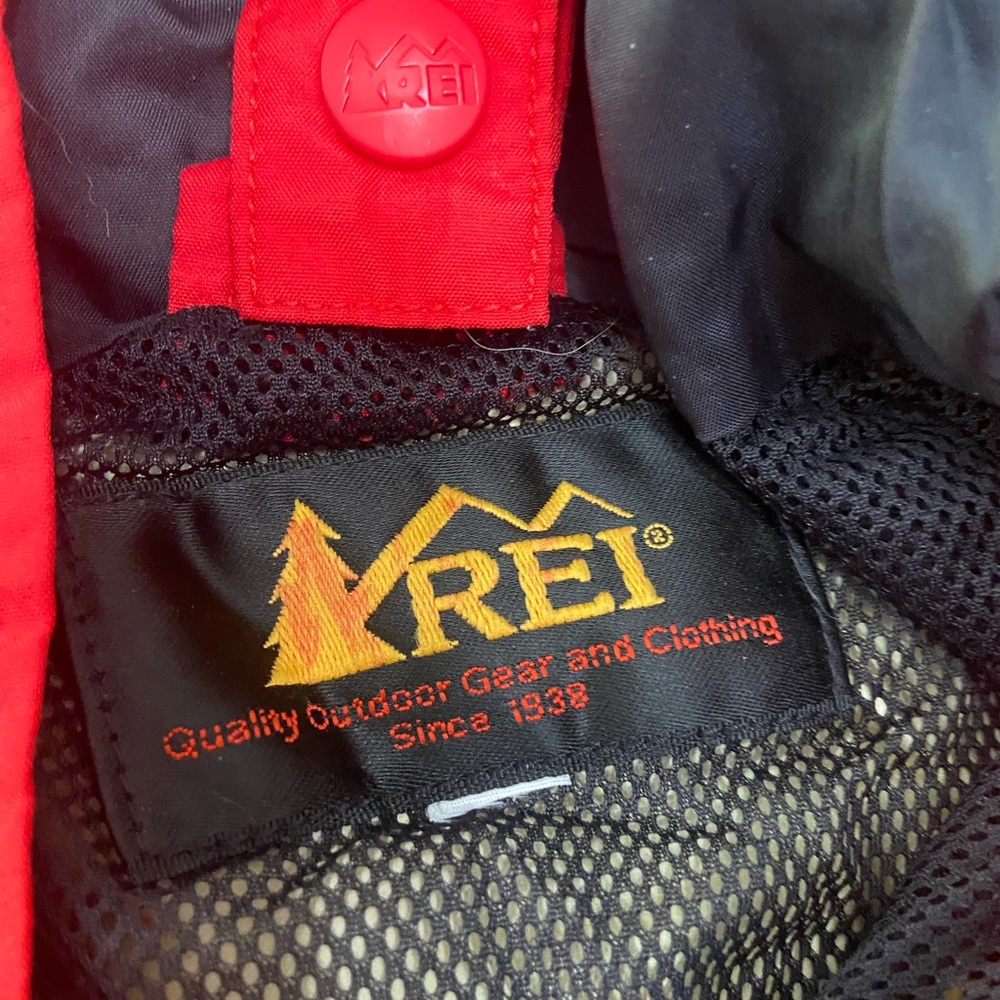 REI
REI®
Quality Outdoor Gear and Clothing
Since 1938